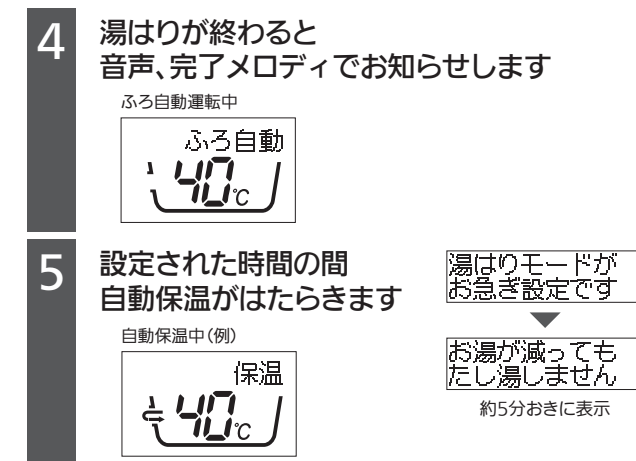 4
湯はりが終わると
音声、完了メロディでお知らせします
ふろ自動運転中
ふろ自動
40℃
5
設定された時間の間
自動保温がはたらきます
自動保温中(例)
保温
40℃
湯はりモードが
お急ぎ設定です
お湯が減っても
たし湯しません
約5分おきに表示